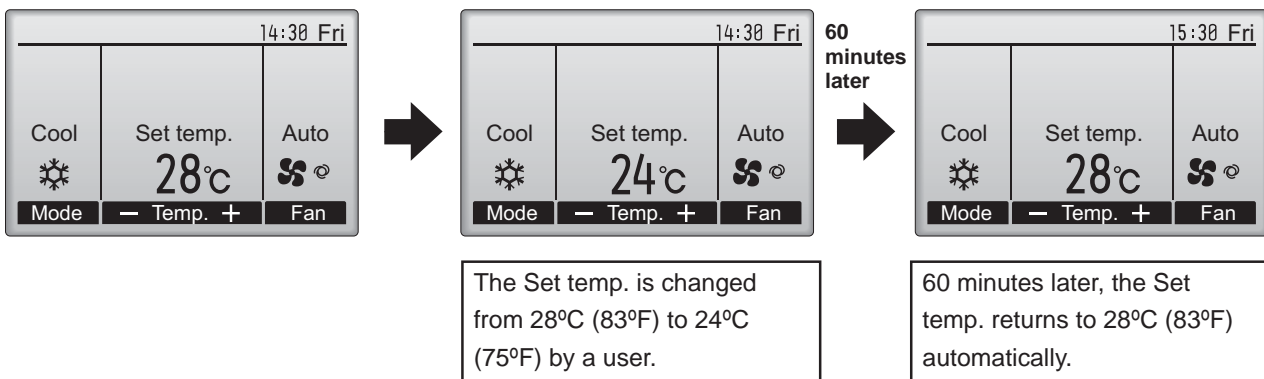 14:30 Fri
Cool
Set temp.
Auto
28°C
Mode
— Temp. +
Fan
14:30 Fri
Cool
Set temp.
Auto
24°C
Mode
— Temp. +
Fan
60
minutes
later
15:30 Fri
Cool
Set temp.
Auto
28°C
Mode
— Temp. +
Fan
The Set temp. is changed
from 28ºC (83ºF) to 24ºC
(75ºF) by a user.
60 minutes later, the Set
temp. returns to 28ºC (83ºF)
automatically.